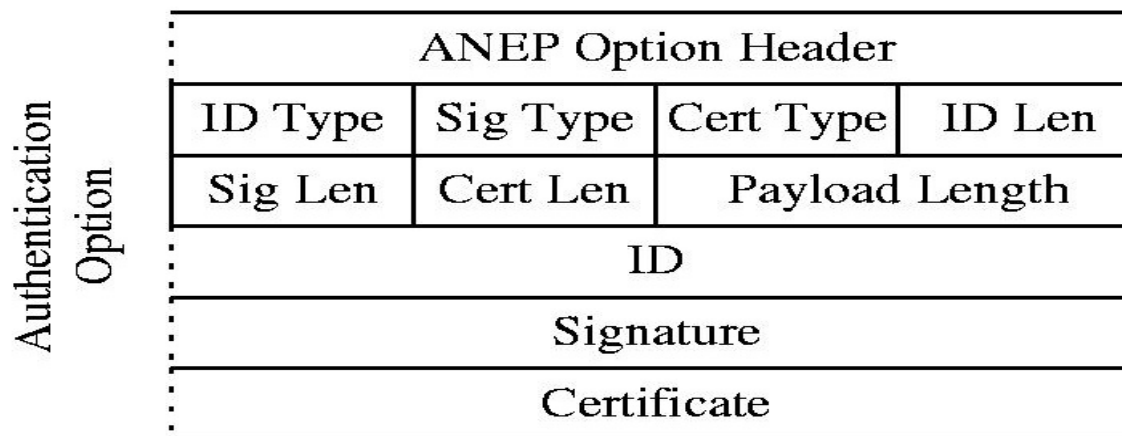 Authentication
Option
ANEP Option Header
ID Type Sig Type Cert Type ID Len
Sig Len Cert Len Payload Length
ID
Signature
Certificate